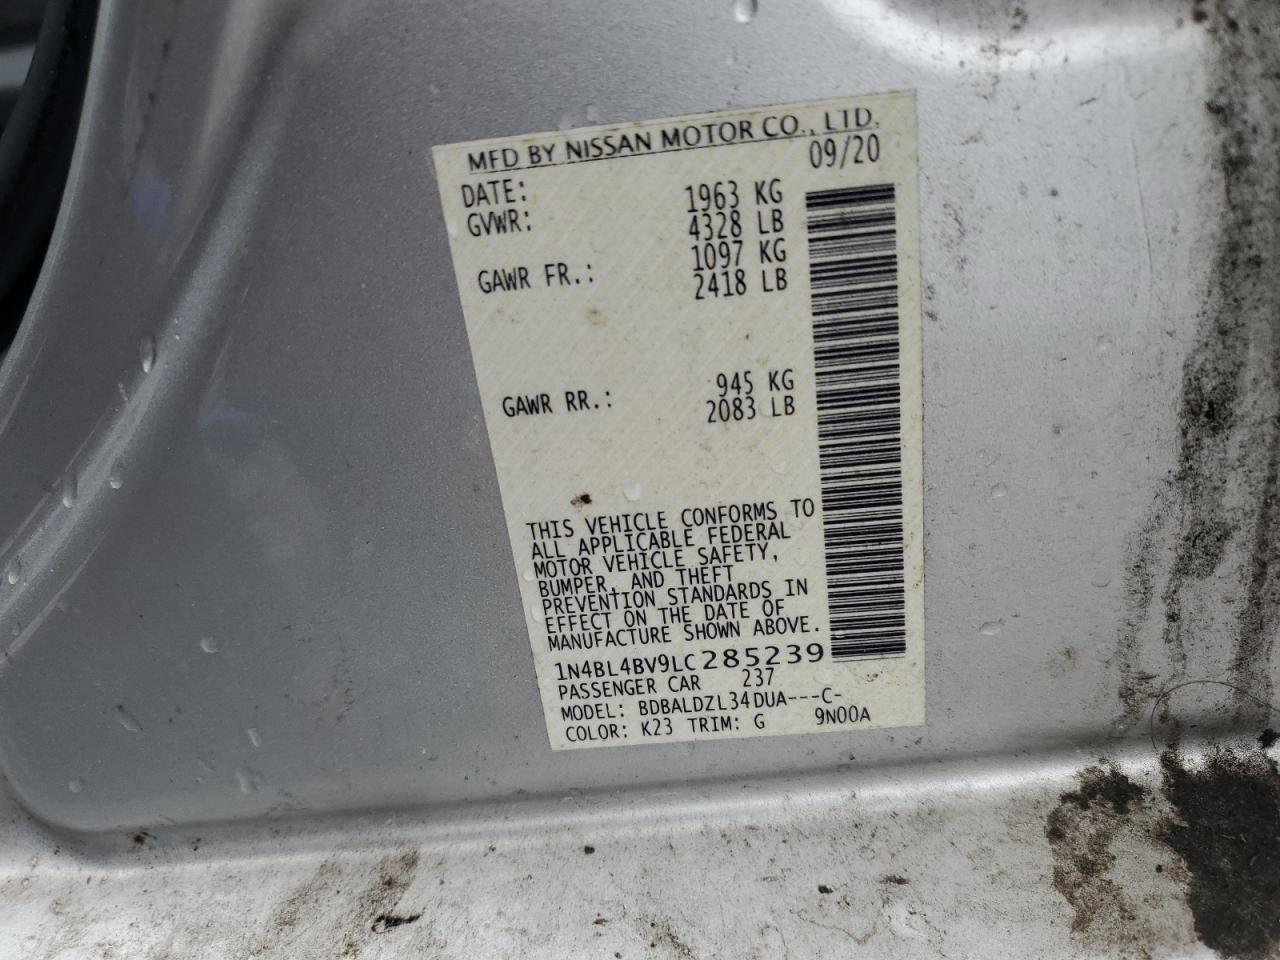 MFD BY NISSAN MOTOR CO., LTD.
DATE: 09/20
GVWR: 1963 KG
4328 LB
GAWR FR.: 1097 KG
2418 LB
GAWR RR.: 945 KG
2083 LB
THIS VEHICLE CONFORMS TO
ALL APPLICABLE FEDERAL
MOTOR VEHICLE SAFETY,
BUMPER, AND THEFT
PREVENTION STANDARDS IN
EFFECT ON THE DATE OF
MANUFACTURE SHOWN ABOVE.
1N4BL4BV9LC285239
PASSENGER CAR 237
MODEL: BDBALDZL34DUA---C-
COLOR: K23 TRIM: G 9N00A